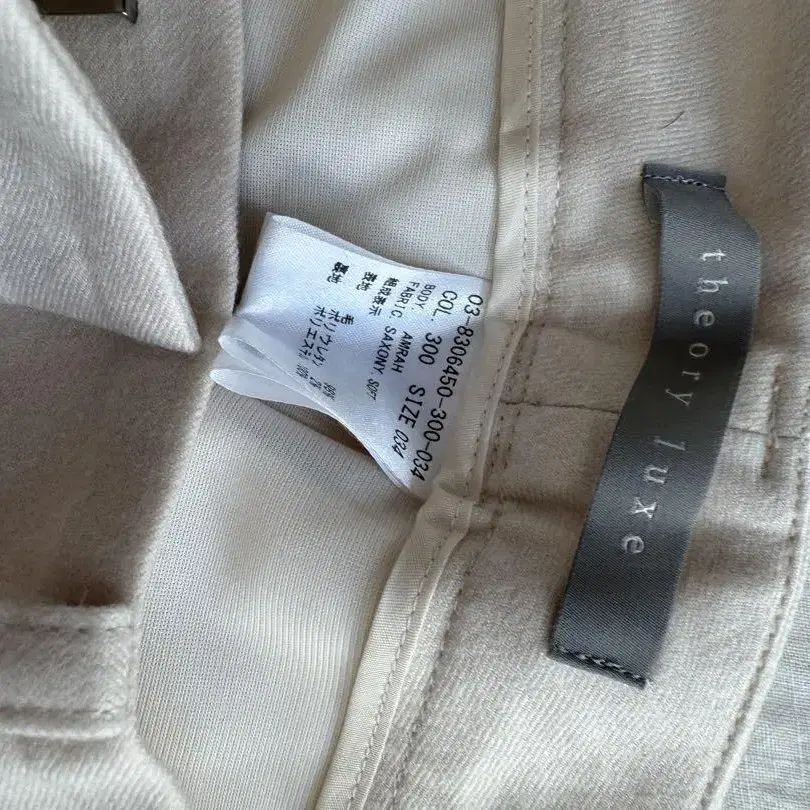 theory luxe
03-8306450-300-034
COL 300 SIZE 034
BODY. AMRAH
FABRIC SAXONY. SOFT
組成表示
表地 毛
ポリウレタン
裏地 ポリエステル 100%